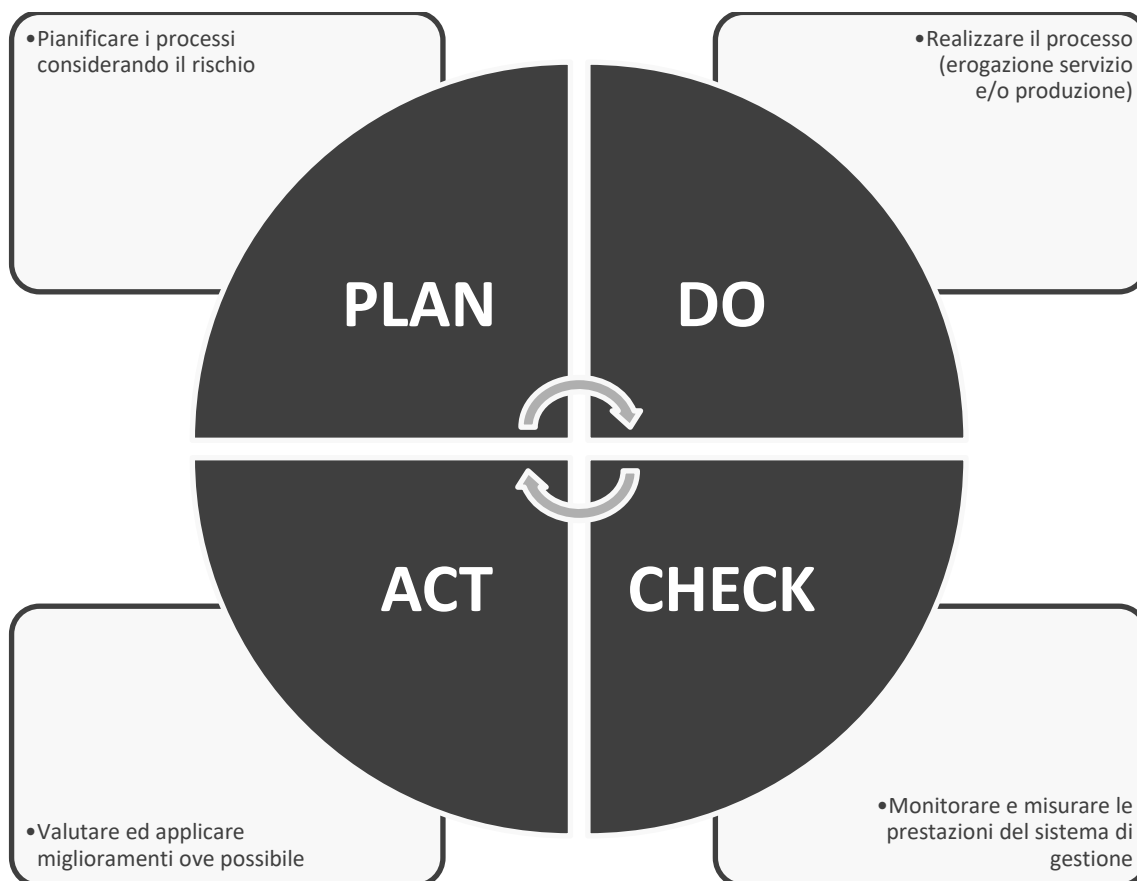 •Pianificare i processi
considerando il rischio
•Realizzare il processo
(erogazione servizio
e/o produzione)
PLAN
DO
ACT
CHECK
•Valutare ed applicare
miglioramenti ove possibile
•Monitorare e misurare le
prestazioni del sistema di
gestione